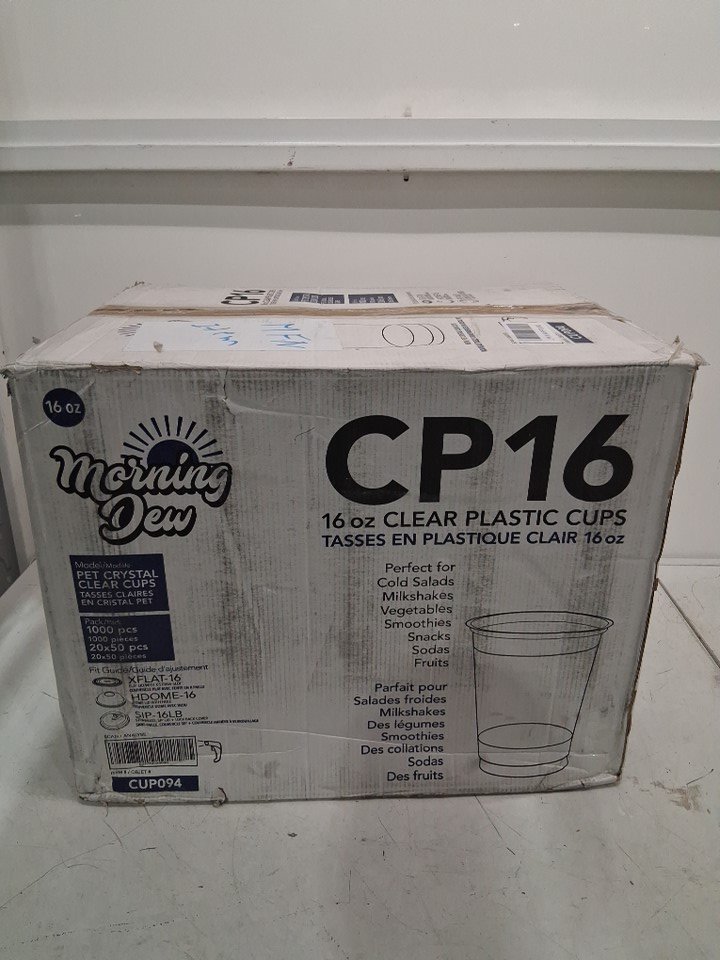 CP16
CUP094
MFN
16 oz
Morning
Dew
CP16
16 oz CLEAR PLASTIC CUPS
TASSES EN PLASTIQUE CLAIR 16 oz
Model/Modèle
PET CRYSTAL
CLEAR CUPS
TASSES CLAIRES
EN CRISTAL PET
1000 pcs
1000 pièces
20x50 pcs
20x50 pièces
Fit Guide/Guide d'ajustement
XFLAT-16
HDOME-16
SIP-16LB
CUP094
Perfect for
Cold Salads
Milkshakes
Vegetables
Smoothies
Snacks
Sodas
Fruits
Parfait pour
Salades froides
Milkshakes
Des légumes
Smoothies
Des collations
Sodas
Des fruits